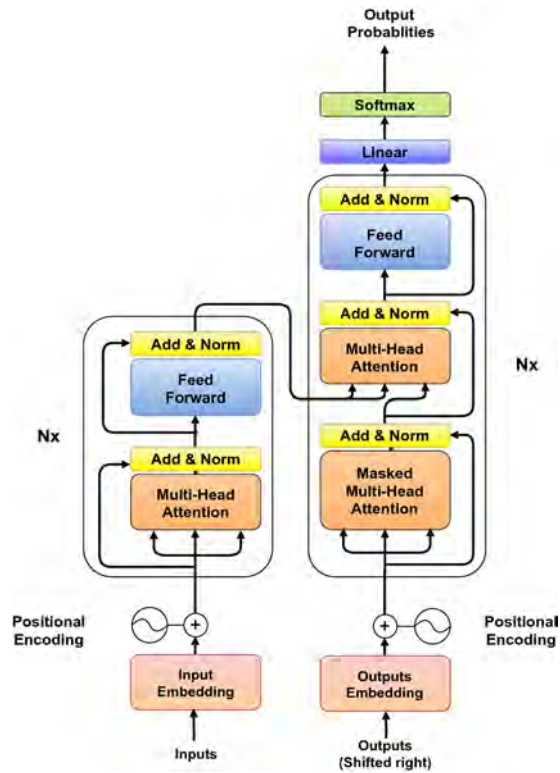 Output
Probablities
Softmax
Linear
Add & Norm
Feed
Forward
Add & Norm
Multi-Head
Attention
Nx
Add & Norm
Masked
Multi-Head
Attention
Add & Norm
Feed
Forward
Nx
Add & Norm
Multi-Head
Attention
Positional
Encoding
Positional
Encoding
Input
Embedding
Outputs
Embedding
Inputs
Outputs
(Shifted right)